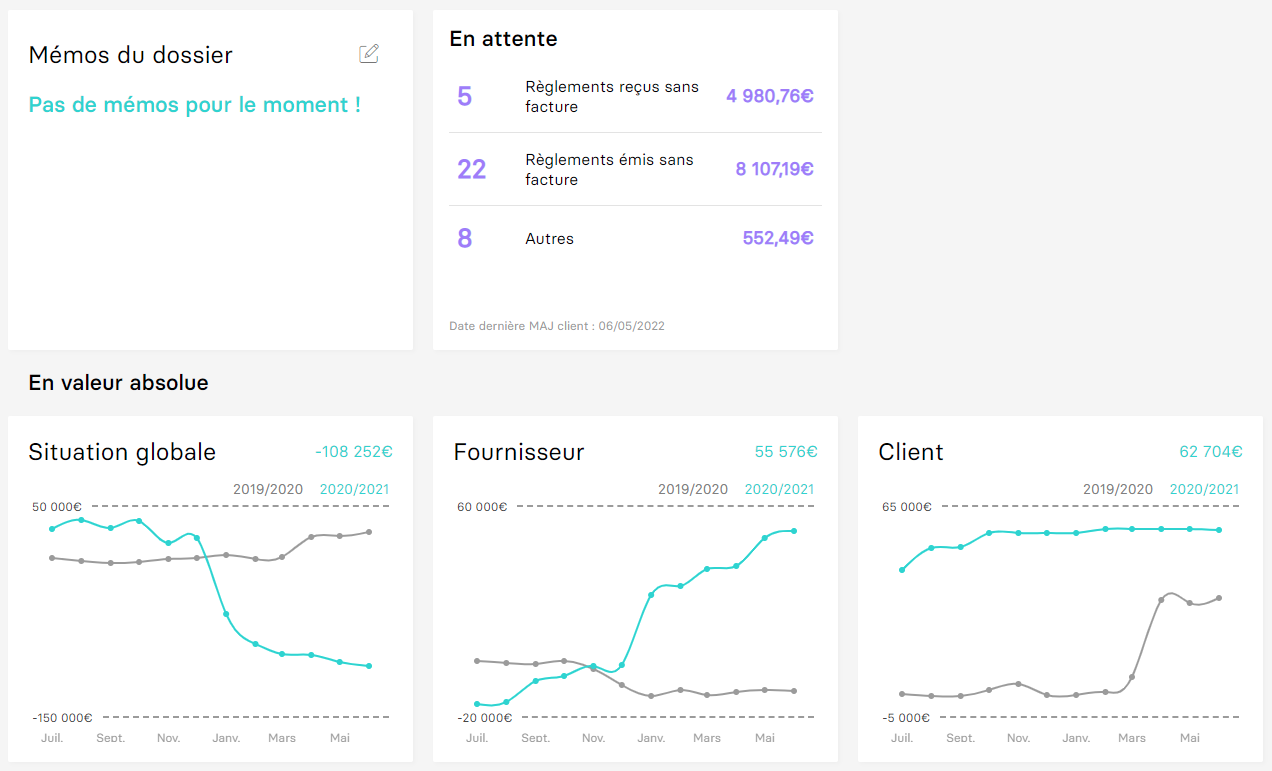 Mémos du dossier
Pas de mémos pour le moment !
En attente
5
Règlements reçus sans
facture
4 980,76€
22
Règlements émis sans
facture
8 107,19€
8
Autres
552,49€
Date dernière MAJ client : 06/05/2022
En valeur absolue
Situation globale
-108 252€
2019/2020 2020/2021
50 000€
-150 000€
Juil. Sept. Nov. Janv. Mars Mai
Fournisseur
55 576€
2019/2020 2020/2021
60 000€
-20 000€
Juil. Sept. Nov. Janv. Mars Mai
Client
62 704€
2019/2020 2020/2021
65 000€
-5 000€
Juil. Sept. Nov. Janv. Mars Mai